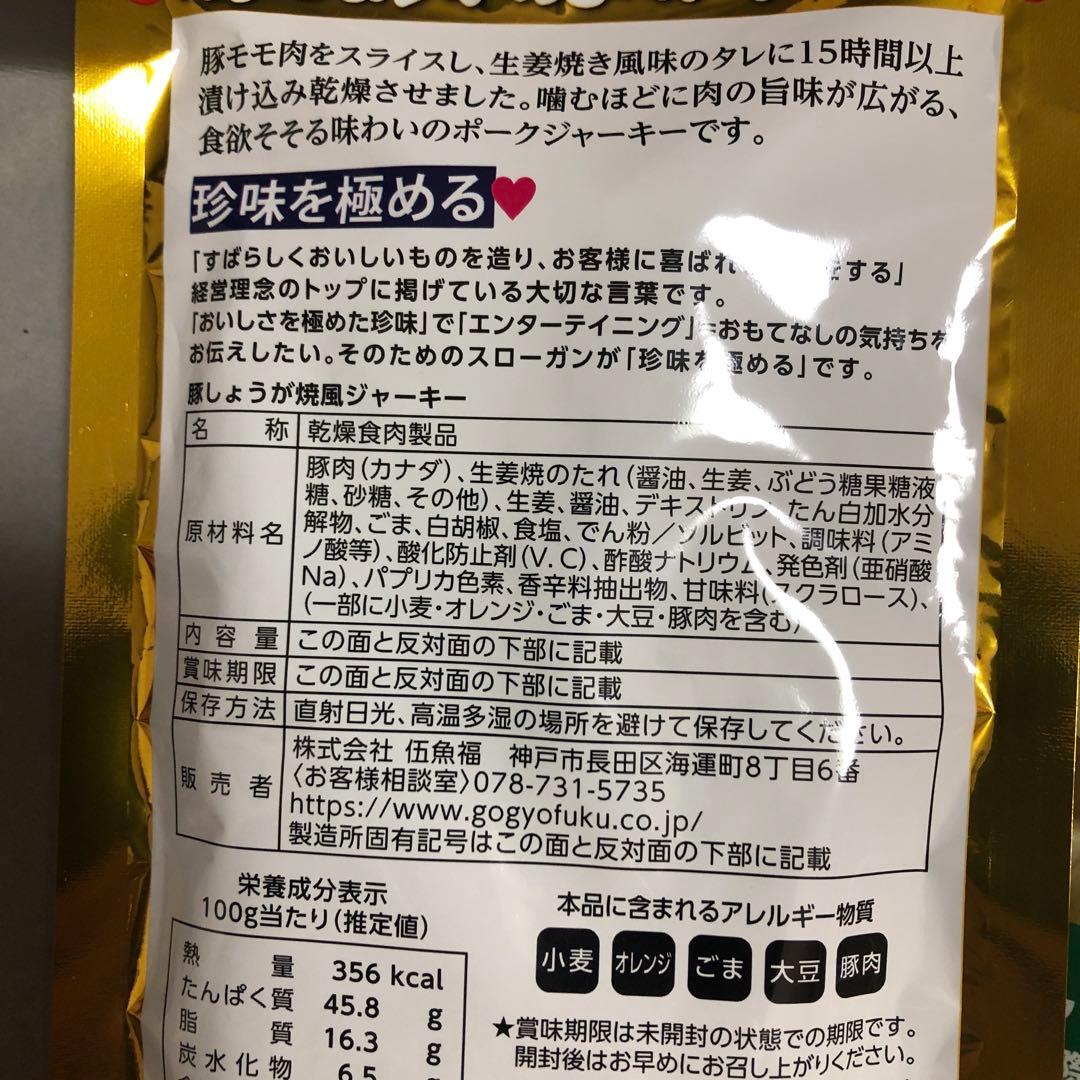 豚モモ肉をスライスし、生姜焼き風味のタレに15時間以上
漬け込み乾燥させました。噛むほどに肉の旨味が広がる、
食欲そそる味わいのポークジャーキーです。
珍味を極める♥
「すばらしくおいしいものを造り、お客様に喜ばれ をする」
経営理念のトップに掲げている大切な言葉です。
「おいしさを極めた珍味」で「エンターテイニング」=おもてなしの気持ちを
お伝えしたい。そのためのスローガンが「珍味を極める」です。
豚しょうが焼風ジャーキー
名称 乾燥食肉製品
原材料名
豚肉(カナダ)、生姜焼のたれ(醤油、生姜、ぶどう糖果糖液
糖、砂糖、その他)、生姜、醤油、デキストリン、たん白加水分
解物、ごま、白胡椒、食塩、でん粉/ソルビット、調味料(アミ
ノ酸等)、酸化防止剤(V.C)、酢酸ナトリウム、発色剤(亜硝酸
Na)、パプリカ色素、香辛料抽出物、甘味料(スクラロース)、
(一部に小麦・オレンジ・ごま・大豆・豚肉を含む)
内容量 この面と反対面の下部に記載
賞味期限 この面と反対面の下部に記載
保存方法 直射日光、高温多湿の場所を避けて保存してください。
販売者
株式会社 伍魚福 神戸市長田区海運町8丁目6番
〈お客様相談室〉078-731-5735
https://www.gogyofuku.co.jp/
製造所固有記号はこの面と反対面の下部に記載
栄養成分表示
100g当たり(推定値)
熱量 356 kcal
たんぱく質 45.8 g
脂質 16.3 g
炭水化物 6.5 g
本品に含まれるアレルギー物質
小麦 オレンジ ごま 大豆 豚肉
★賞味期限は未開封の状態での期限です。
開封後はお早めにお召し上がりください。